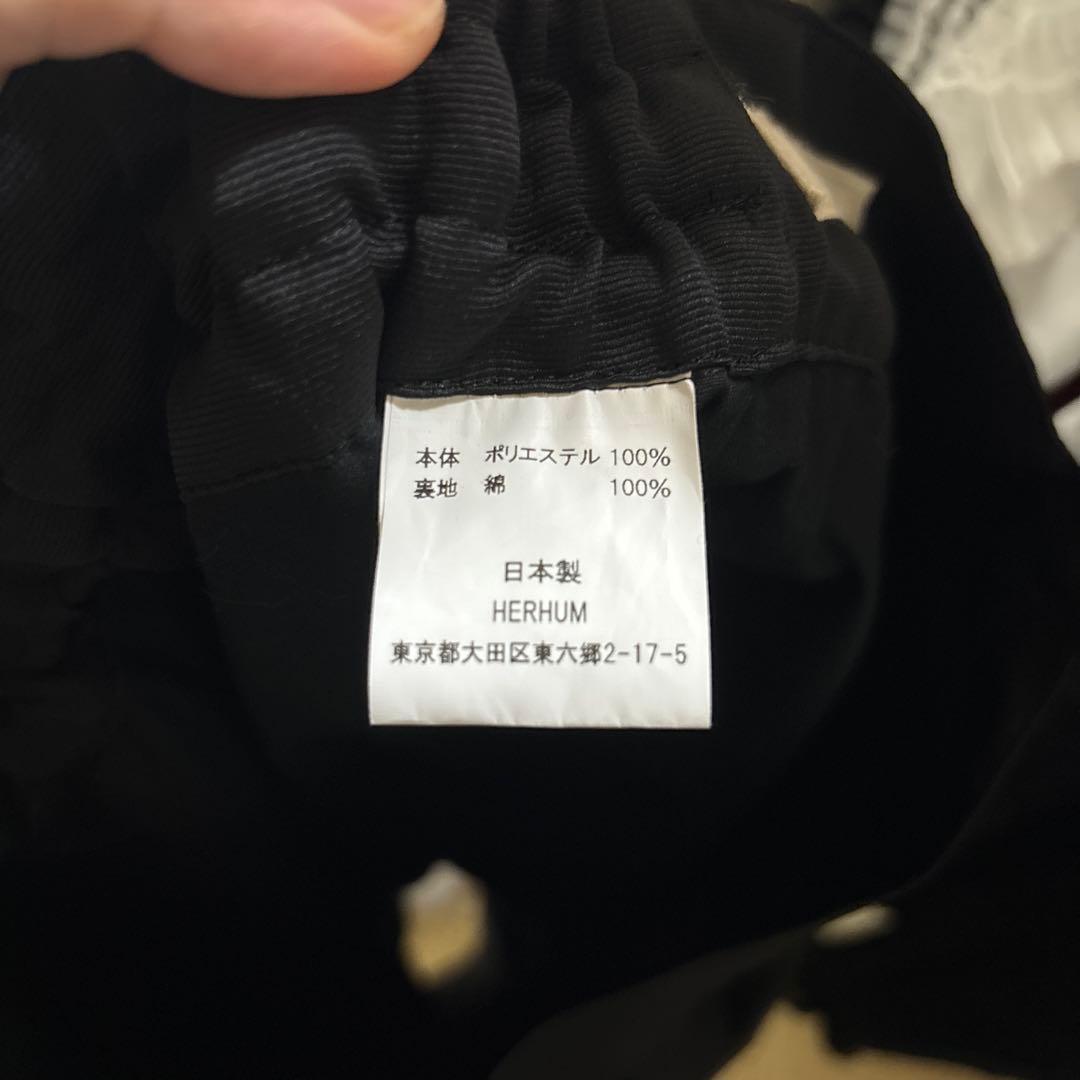 本体 ポリエステル 100%
裏地 綿 100%
日本製
HERHUM
東京都大田区東六郷2-17-5